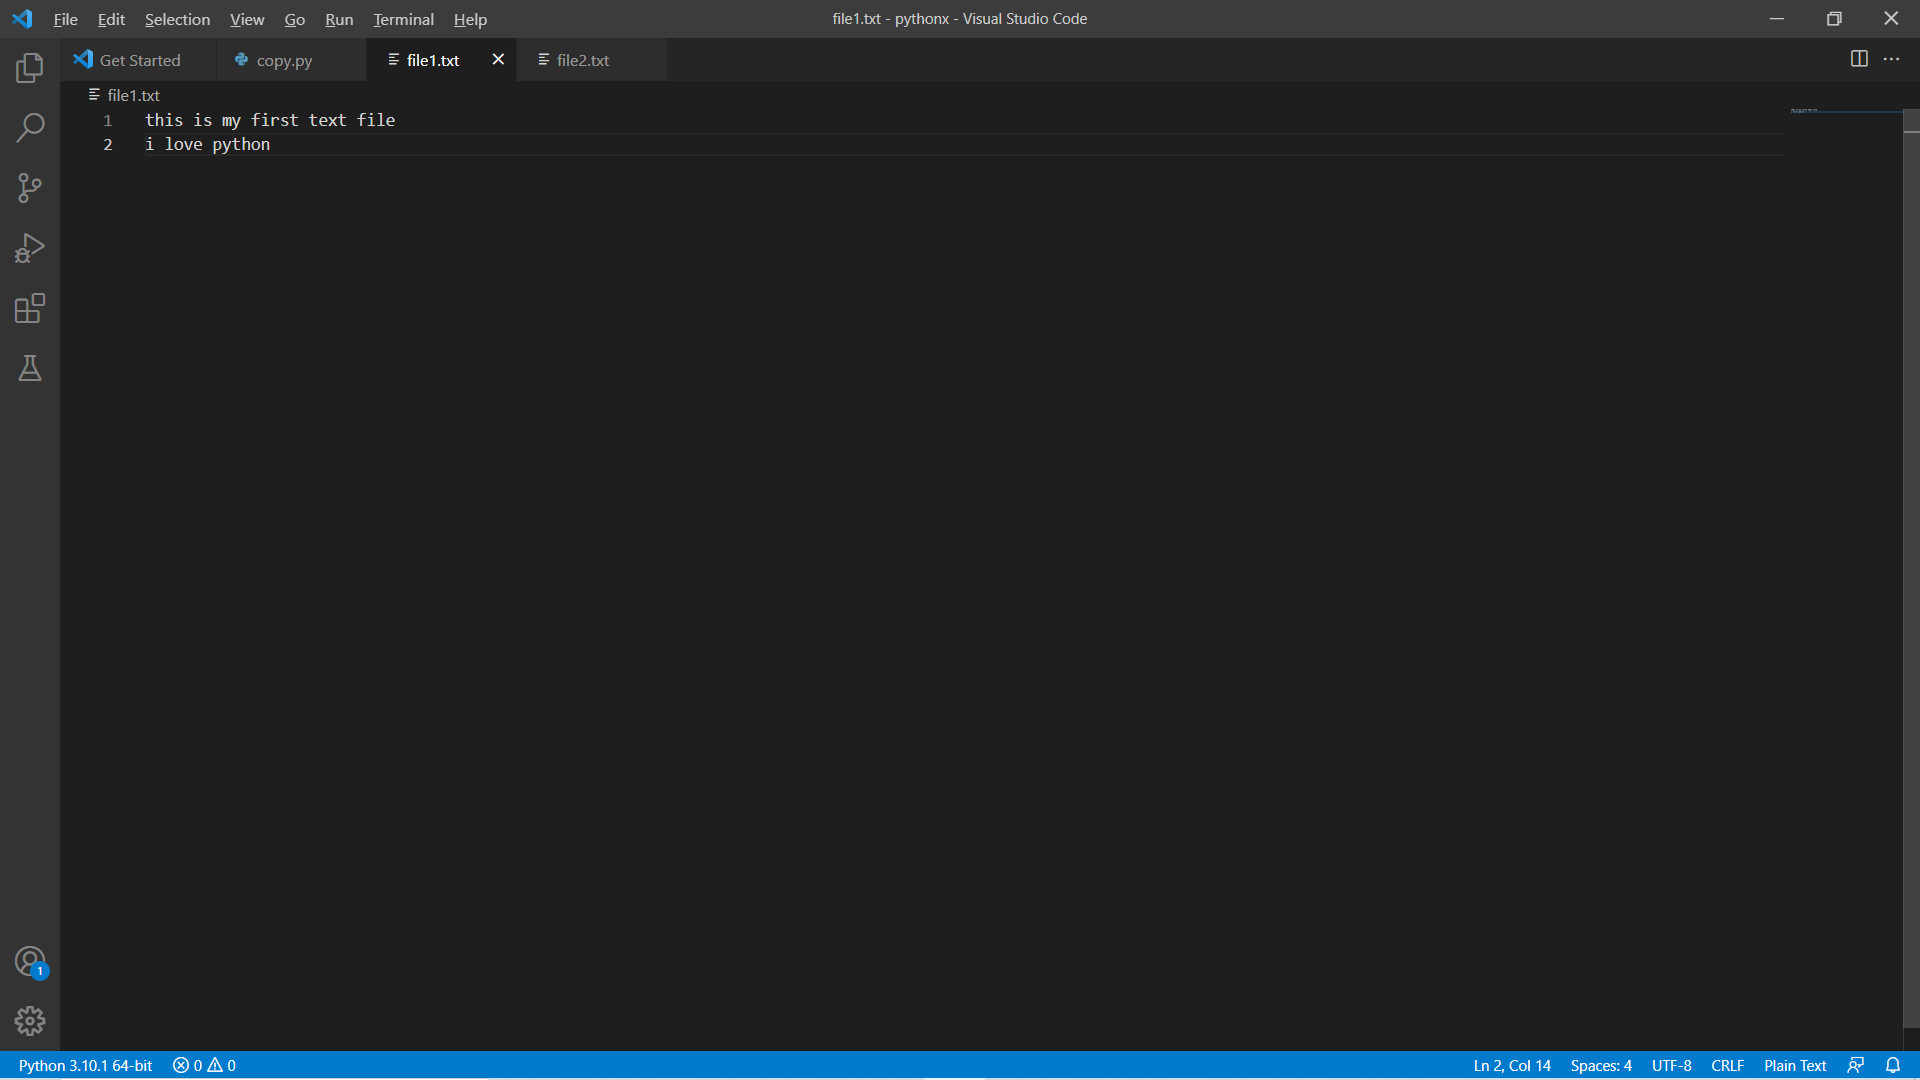 File Edit Selection View Go Run Terminal Help file1.txt - pythonx - Visual Studio Code
Get Started copy.py file1.txt file2.txt
file1.txt
1 this is my first text file
2 i love python
1
Python 3.10.1 64-bit 0 0 Ln 2, Col 14 Spaces: 4 UTF-8 CRLF Plain Text